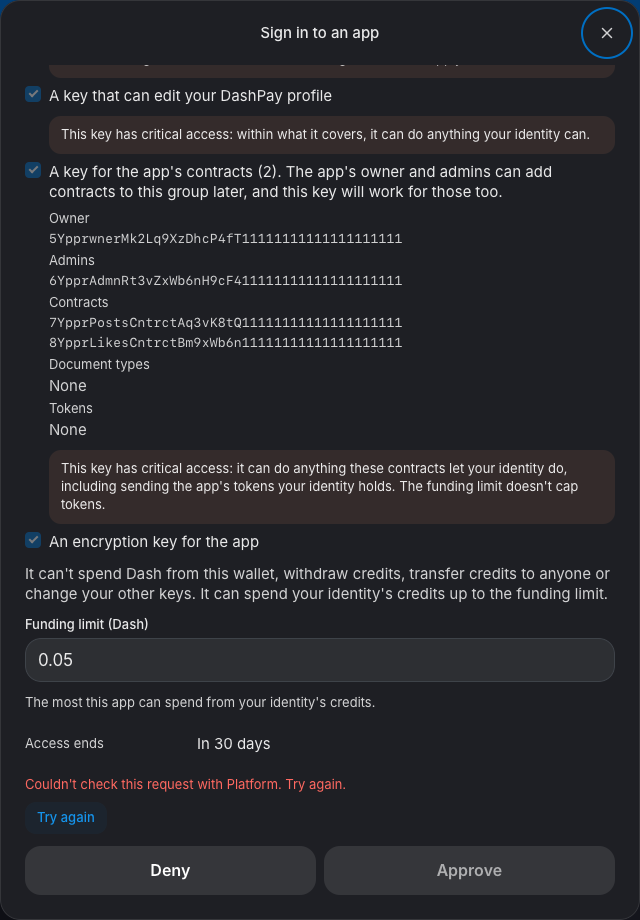 Sign in to an app
A key that can edit your DashPay profile
This key has critical access: within what it covers, it can do anything your identity can.
A key for the app's contracts (2). The app's owner and admins can add
contracts to this group later, and this key will work for those too.
Owner
5YpprwnerMk2Lq9XzDhcP4fT11111111111111111111
Admins
6YpprAdmnRt3vZxWb6nH9cF411111111111111111111
Contracts
7YpprPostsCntrctAq3vK8tQ11111111111111111111
8YpprLikesCntrctBm9xWb6n11111111111111111111
Document types
None
Tokens
None
This key has critical access: it can do anything these contracts let your identity do,
including sending the app's tokens your identity holds. The funding limit doesn't cap
tokens.
An encryption key for the app
It can't spend Dash from this wallet, withdraw credits, transfer credits to anyone or
change your other keys. It can spend your identity's credits up to the funding limit.
Funding limit (Dash)
0.05
The most this app can spend from your identity's credits.
Access ends In 30 days
Couldn't check this request with Platform. Try again.
Try again
Deny Approve